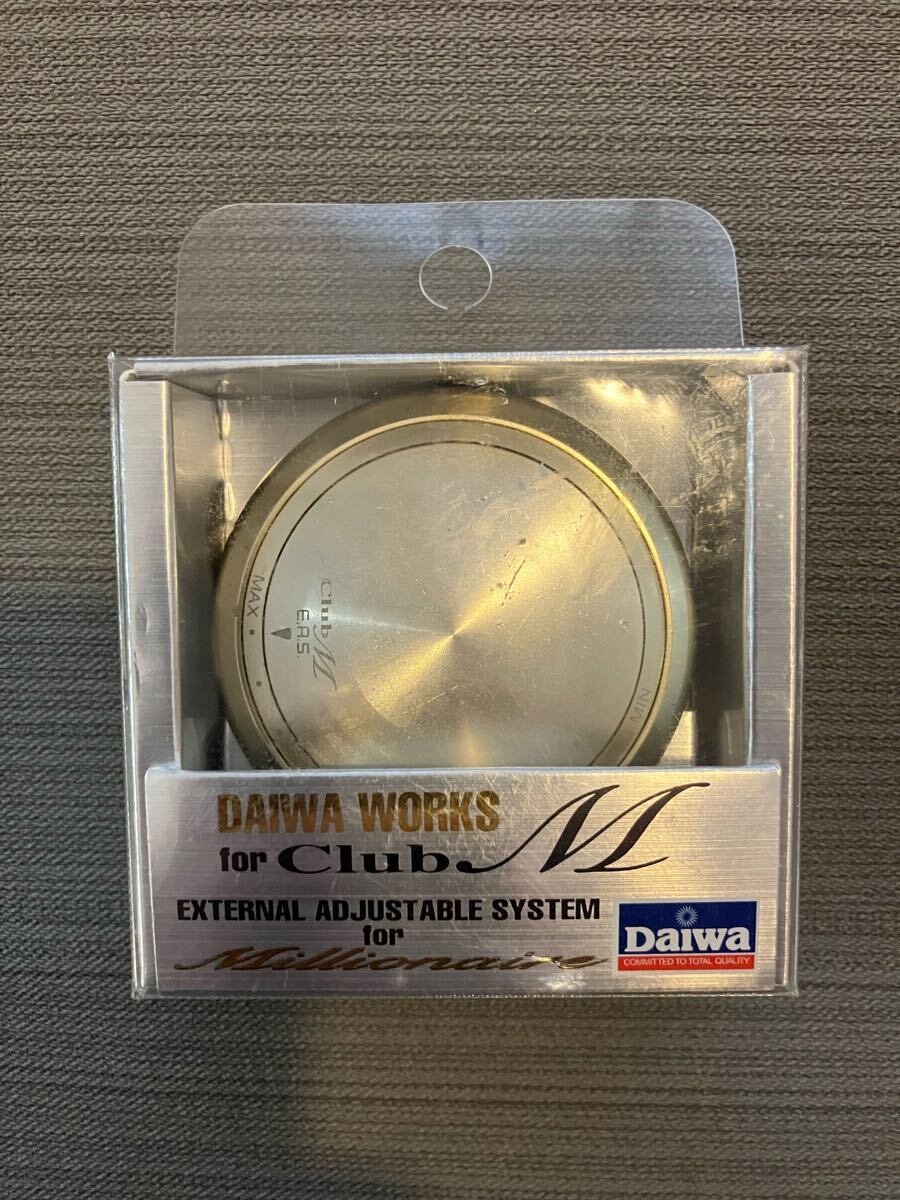 MAX
Club M
E.A.S.
MIN
DAIWA WORKS
for Club M
EXTERNAL ADJUSTABLE SYSTEM
for
Millionaire
Daiwa
COMMITTED TO TOTAL QUALITY